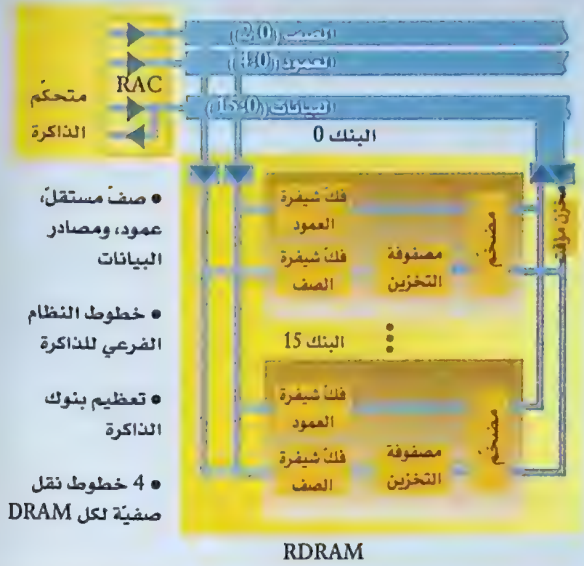 الصف ((2:0))
العمود ((4:0))
البيانات ((15:0))
RAC
متحكّم
الذاكرة
البنك 0
فكّ شيفرة
العمود
فكّ شيفرة
الصف
مصفوفة
التخزين
مضخّم
مخزن مؤقت
البنك 15
فكّ شيفرة
العمود
فكّ شيفرة
الصف
مصفوفة
التخزين
مضخّم
● صفّ مستقلّ،
عمود، ومصادر
البيانات
● خطوط النظام
الفرعي للذاكرة
● تعظيم بنوك
الذاكرة
● 4 خطوط نقل
صفيّة لكل DRAM
RDRAM